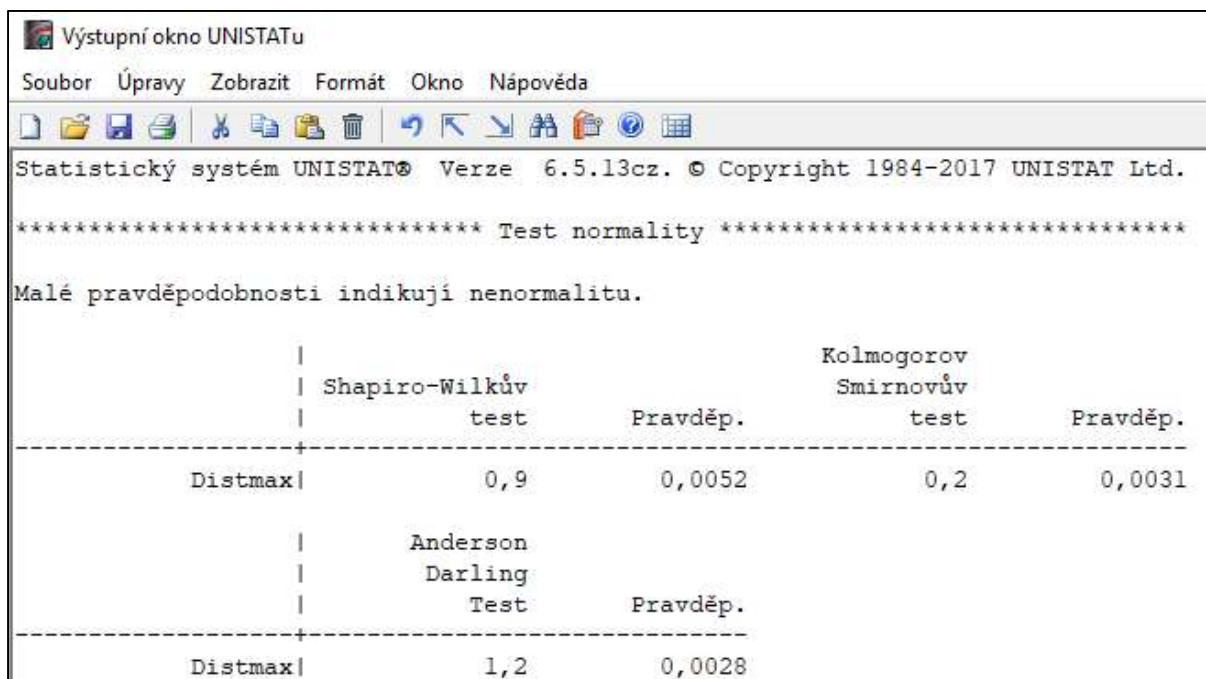 Výstupní okno UNISTATu
Soubor Úpravy Zobrazit Formát Okno Nápověda
Statistický systém UNISTAT® Verze 6.5.13cz. © Copyright 1984-2017 UNISTAT Ltd.
******************************** Test normality ********************************
Malé pravděpodobnosti indikují nenormalitu.
| Kolmogorov
| Shapiro-Wilkův Smirnovův
| test Pravděp. test Pravděp.
-------------------+------------------------------------------------------------
Distmax| 0,9 0,0052 0,2 0,0031
| Anderson
| Darling
| Test Pravděp.
-------------------+------------------------------
Distmax| 1,2 0,0028